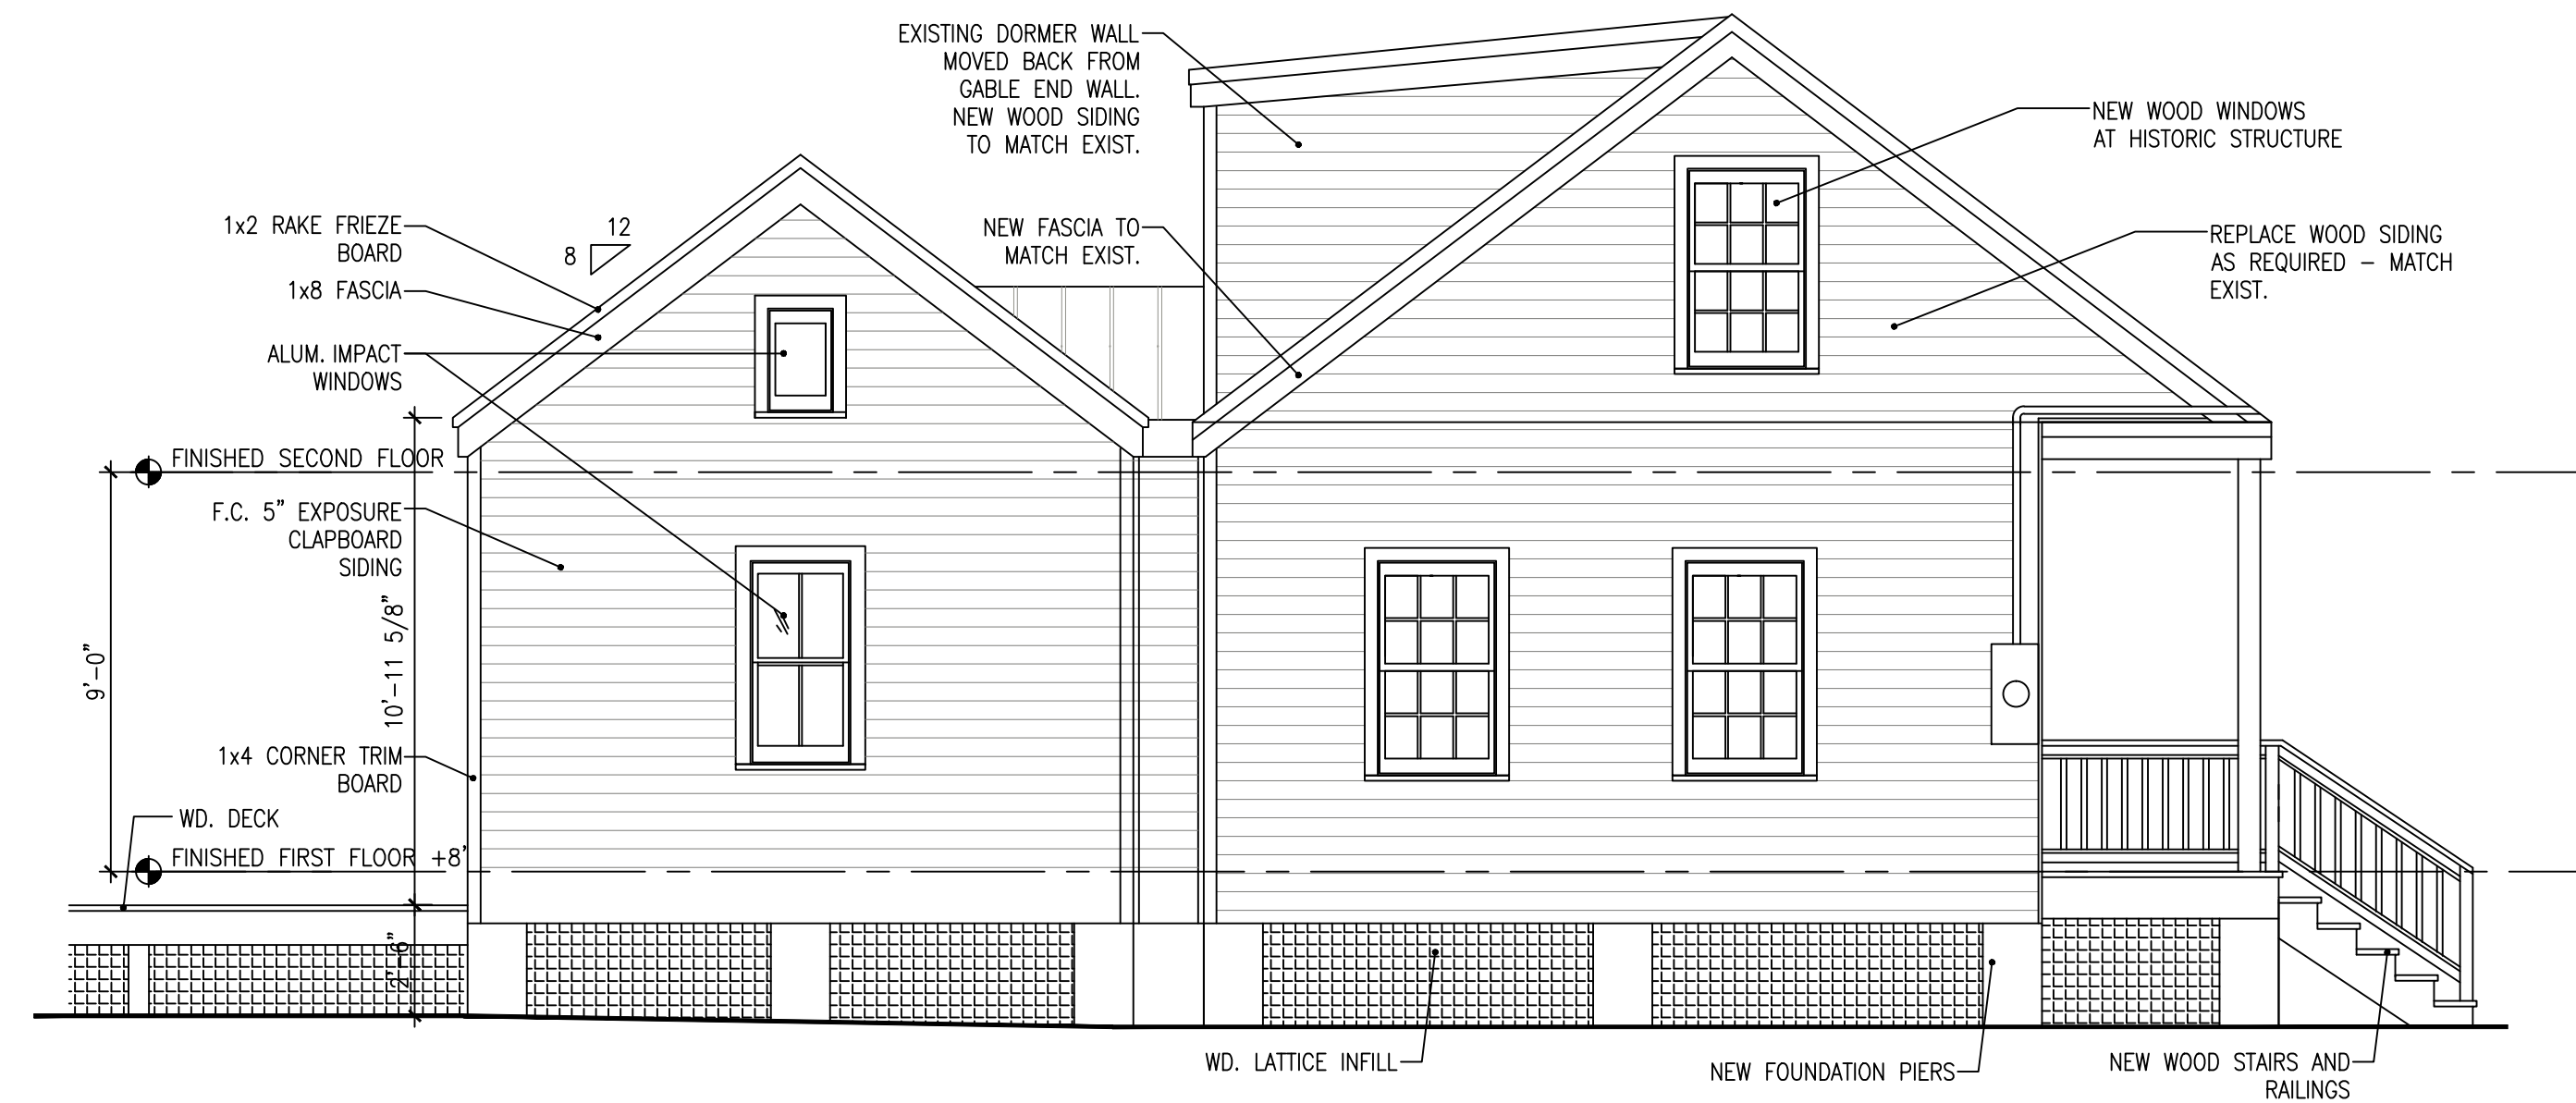 EXISTING DORMER WALL
MOVED BACK FROM
GABLE END WALL.
NEW WOOD SIDING
TO MATCH EXIST.
NEW WOOD WINDOWS
AT HISTORIC STRUCTURE
1x2 RAKE FRIEZE
BOARD
12
8
NEW FASCIA TO
MATCH EXIST.
REPLACE WOOD SIDING
AS REQUIRED – MATCH
EXIST.
1x8 FASCIA
ALUM. IMPACT
WINDOWS
FINISHED SECOND FLOOR
F.C. 5" EXPOSURE
CLAPBOARD
SIDING
9'–0"
10'–11 5/8"
1x4 CORNER TRIM
BOARD
WD. DECK
FINISHED FIRST FLOOR +8'
2'–6"
WD. LATTICE INFILL
NEW FOUNDATION PIERS
NEW WOOD STAIRS AND
RAILINGS